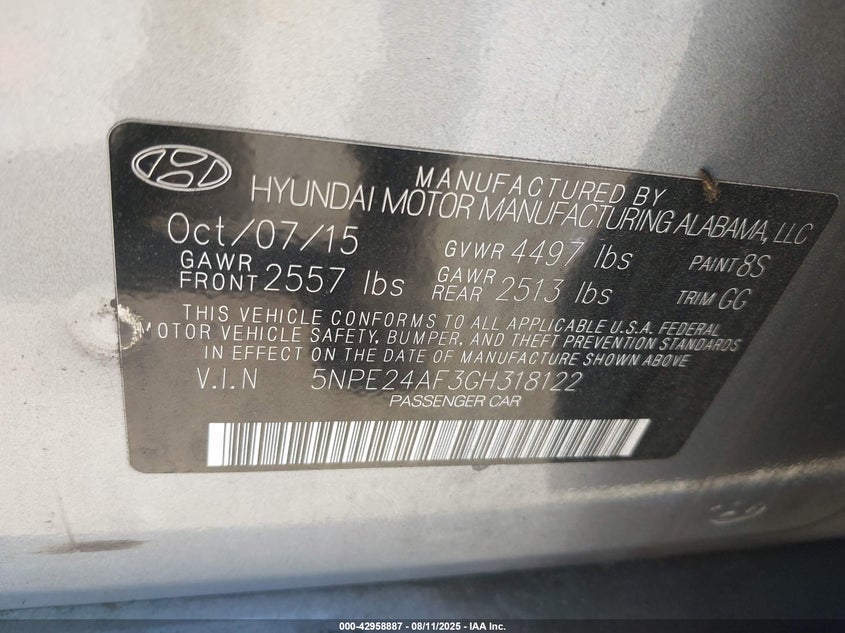 MANUFACTURED BY
HYUNDAI MOTOR MANUFACTURING ALABAMA, LLC
Oct/07/15 GVWR 4497 lbs PAINT 8S
GAWR FRONT 2557 lbs GAWR REAR 2513 lbs TRIM GG
THIS VEHICLE CONFORMS TO ALL APPLICABLE U.S.A. FEDERAL
MOTOR VEHICLE SAFETY, BUMPER, AND THEFT PREVENTION STANDARDS
IN EFFECT ON THE DATE OF MANUFACTURE SHOWN ABOVE
V.I.N 5NPE24AF3GH318122
PASSENGER CAR
000-42958887 - 08/11/2025 - IAA Inc.